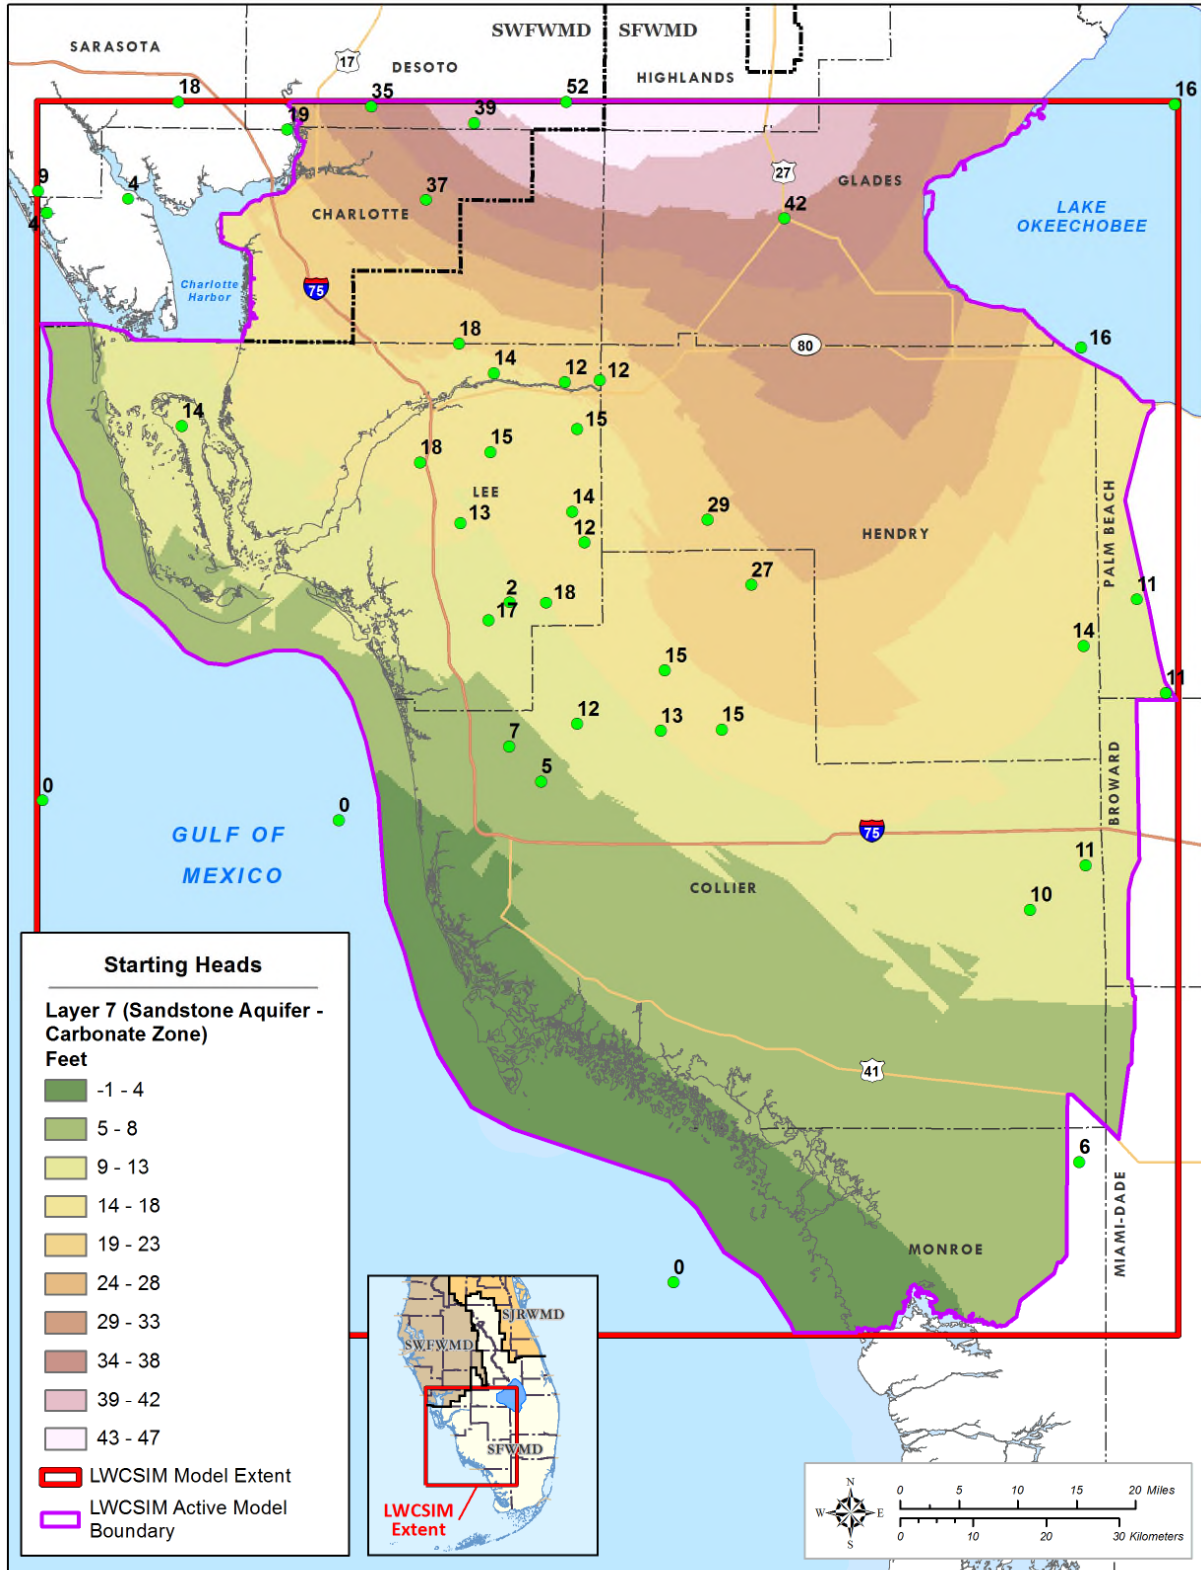 SWFWMD
SFWMD
SARASOTA
17
DESOTO
HIGHLANDS
18
35
52
16
19
39
27
9
4
37
GLADES
4
CHARLOTTE
42
LAKE
OKEECHOBEE
Charlotte
Harbor
75
18
80
16
14
12
12
14
15
15
18
LEE
14
29
13
12
HENDRY
PALM BEACH
27
2
18
11
17
14
15
11
12
13
15
7
5
BROWARD
0
0
GULF OF
MEXICO
75
11
COLLIER
10
41
6
MIAMI-DADE
MONROE
0
Starting Heads
Layer 7 (Sandstone Aquifer -
Carbonate Zone)
Feet
-1 - 4
5 - 8
9 - 13
14 - 18
19 - 23
24 - 28
29 - 33
34 - 38
39 - 42
43 - 47
LWCSIM Model Extent
LWCSIM Active Model
Boundary
SJRWMD
SWFWMD
SFWMD
LWCSIM
Extent
N
W E
S
0 5 10 15 20 Miles
0 10 20 30 Kilometers